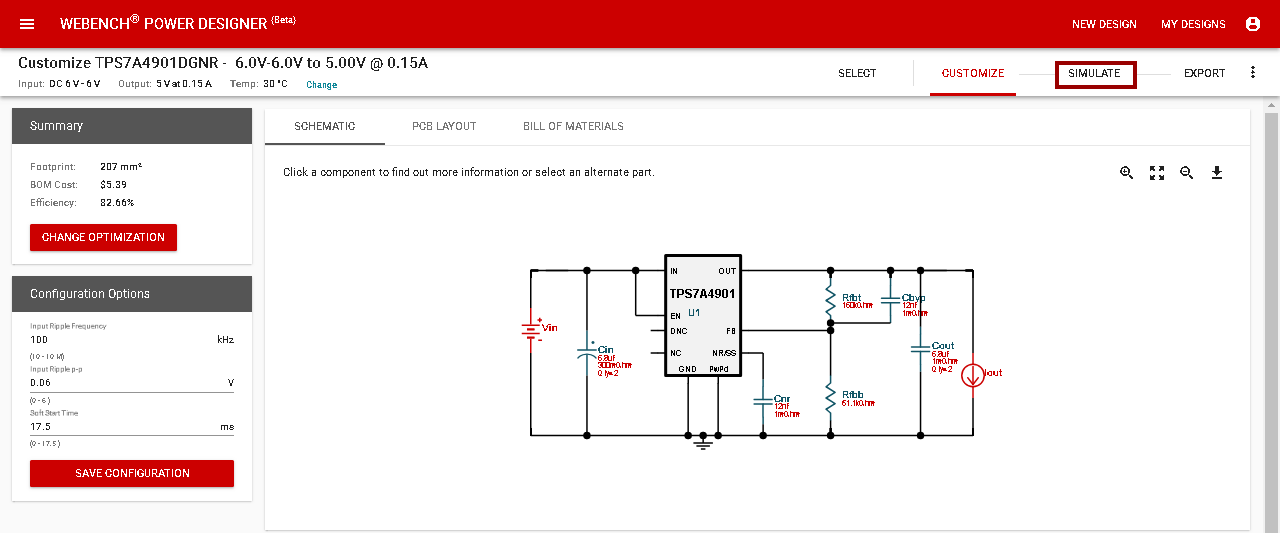 WEBENCH® POWER DESIGNER (Beta)
NEW DESIGN
MY DESIGNS
Customize TPS7A4901DGNR - 6.0V-6.0V to 5.00V @ 0.15A
Input: DC 6V-6V Output: 5V at 0.15A Temp: 30 °C Change
SELECT
CUSTOMIZE
SIMULATE
EXPORT
Summary
Footprint: 207 mm²
BOM Cost: $5.39
Efficiency: 82.66%
CHANGE OPTIMIZATION
Configuration Options
Input Ripple Frequency
100 kHz
(10 - 10M)
Input Ripple p-p
0.06 V
(0 - 6)
Soft Start Time
17.5 ms
(0 - 17.5)
SAVE CONFIGURATION
SCHEMATIC
PCB LAYOUT
BILL OF MATERIALS
Click a component to find out more information or select an alternate part.
Vin
Cin
6.8uf
300mOhm
Qty=2
IN
OUT
TPS7A4901
U1
EN
DNC
FB
NC
NR/SS
GND
PwPd
Cnr
12nF
1mOhm
Rfbt
160kOhm
Cbyp
12nF
1mOhm
Rfbb
51.1kOhm
Cout
6.8uf
1mOhm
Qty=2
Iout